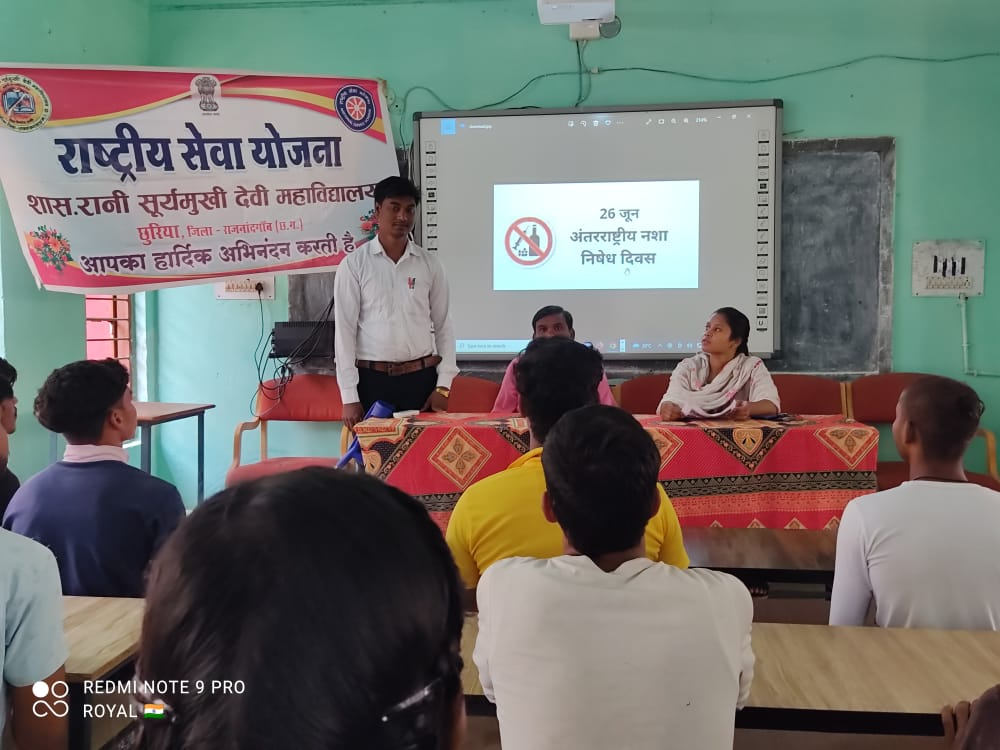 राष्ट्रीय सेवा योजना
शास.रानी सूर्यमुखी देवी महाविद्यालय
छुरिया, जिला - राजनांदगाँव (छ.ग.)
आपका हार्दिक अभिनंदन करती है
26 जून
अंतरराष्ट्रीय नशा
निषेध दिवस
REDMI NOTE 9 PRO
ROYAL